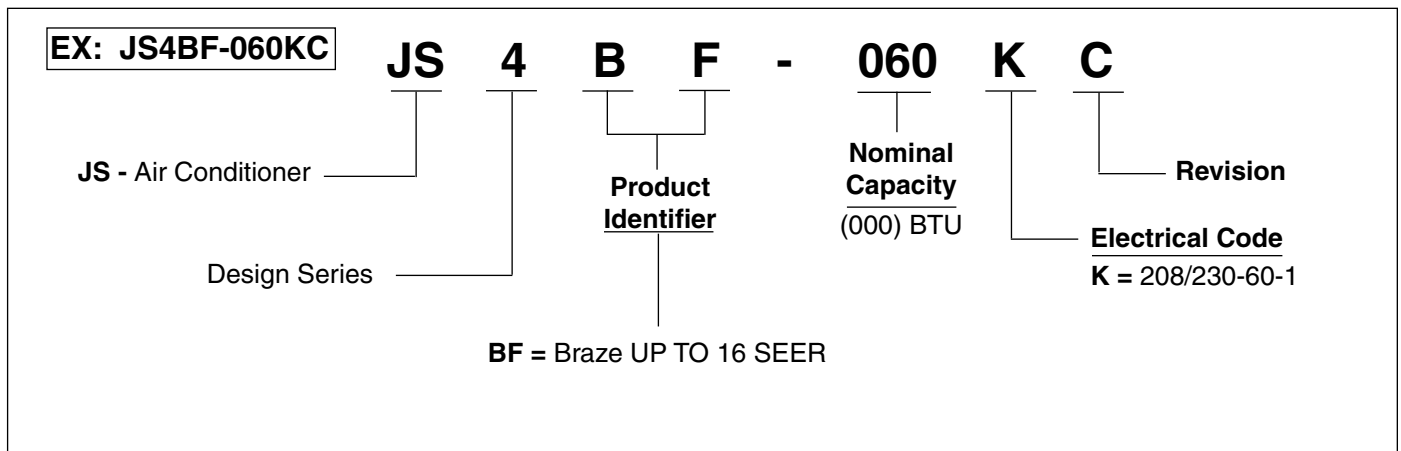 EX: JS4BF-060KC
JS 4 B F - 060 K C
JS - Air Conditioner
Design Series
Product
Identifier
BF = Braze UP TO 16 SEER
Nominal
Capacity
(000) BTU
Revision
Electrical Code
K = 208/230-60-1